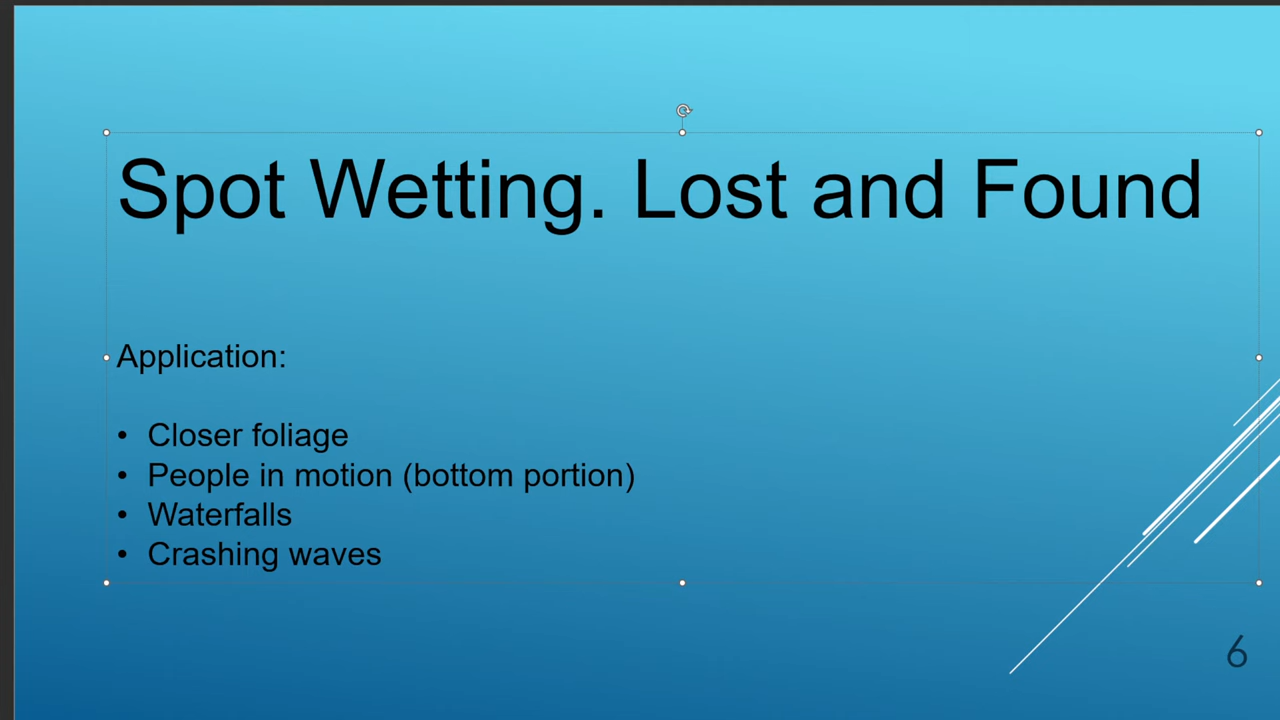 Spot Wetting. Lost and Found
Application:
• Closer foliage
• People in motion (bottom portion)
• Waterfalls
• Crashing waves
6